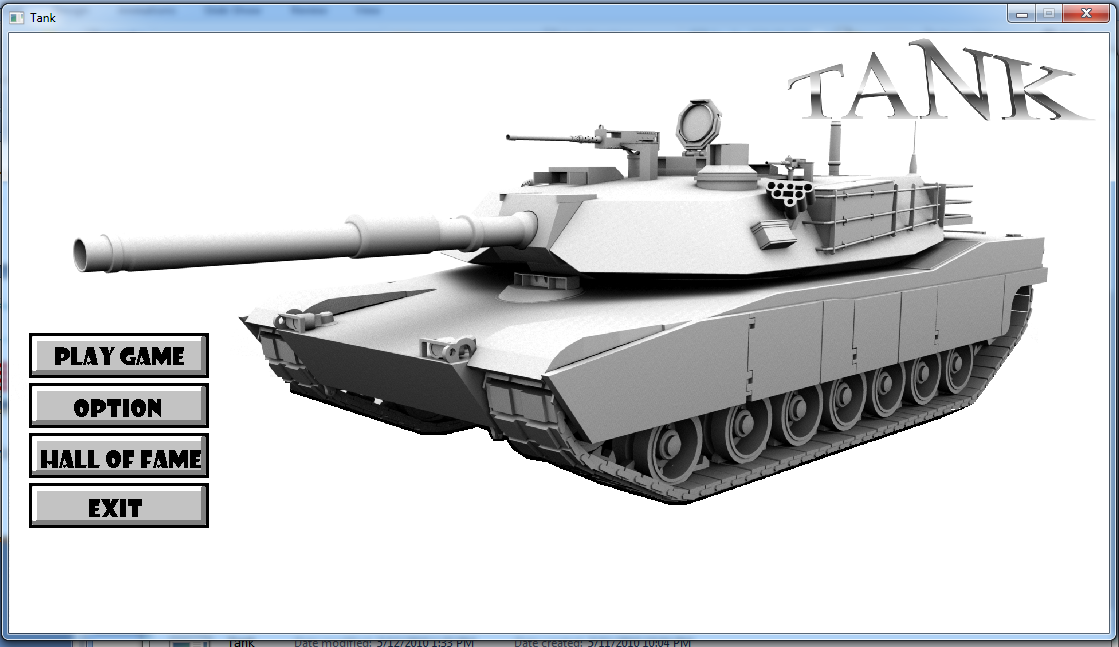 Tank
TANK
PLAY GAME
OPTION
HALL OF FAME
EXIT
Tank Date modified: 5/12/2010 1:33 PM Date created: 5/11/2010 10:04 PM